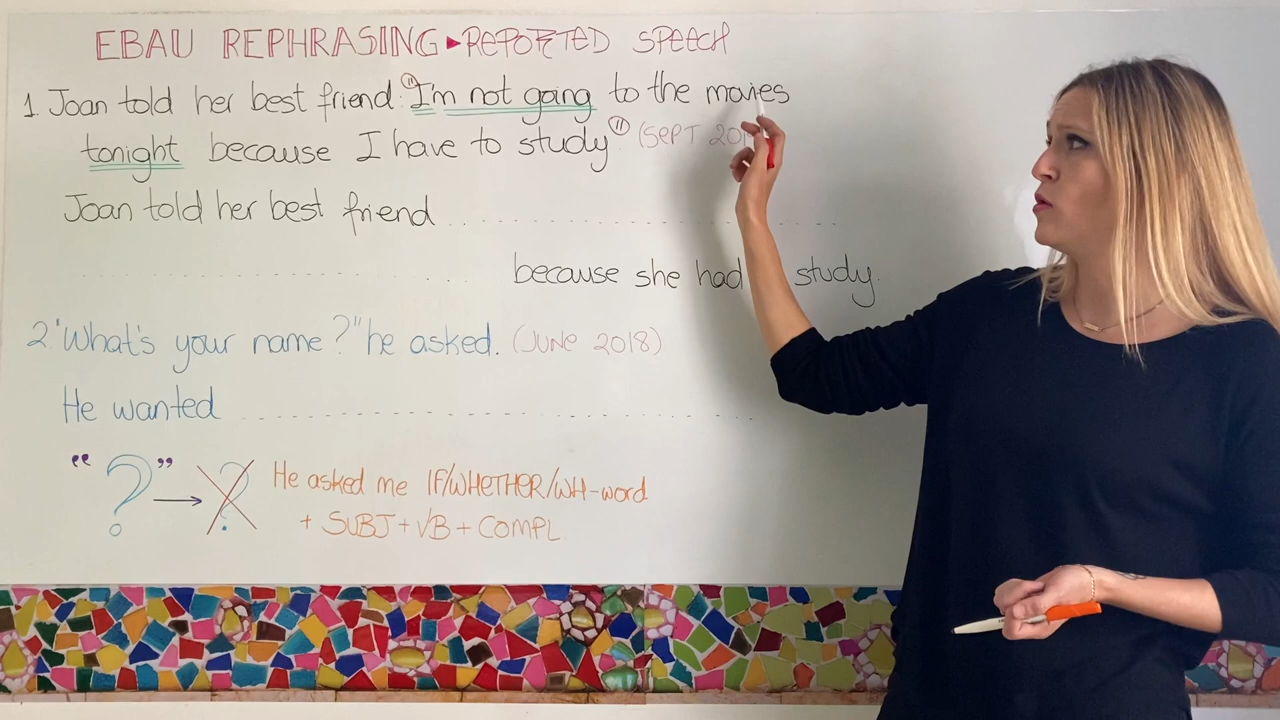 EBAU REPHRASING ▸ REPORTED SPEECH
1. Joan told her best friend: "I'm not going to the movies
tonight because I have to study" (SEPT
Joan told her best friend ...............................
............................... because she had study.
2. "What's your name?" he asked. (JUNE 2018)
He wanted ...............................
" ? " → ? He asked me IF/WHETHER/WH-word
+ SUBJ + VB + COMPL